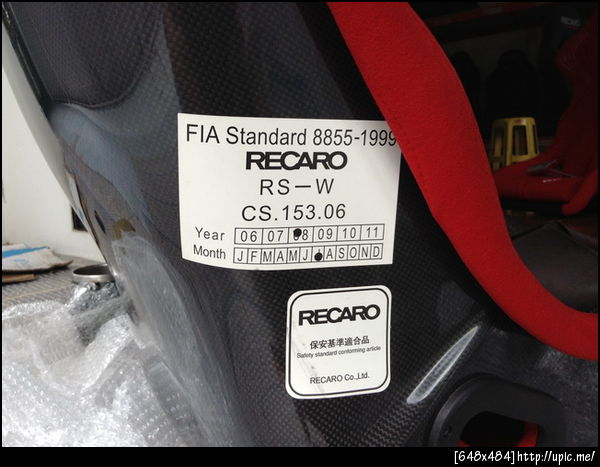 FIA Standard 8855-1999
RECARO
RS-W
CS.153.06
Year 06 07 08 09 10 11
Month J F M A M J J A S O N D
RECARO
保安基準適合品
Safety standard conforming article
RECARO Co.,Ltd.
[648x484]http://upic.me/